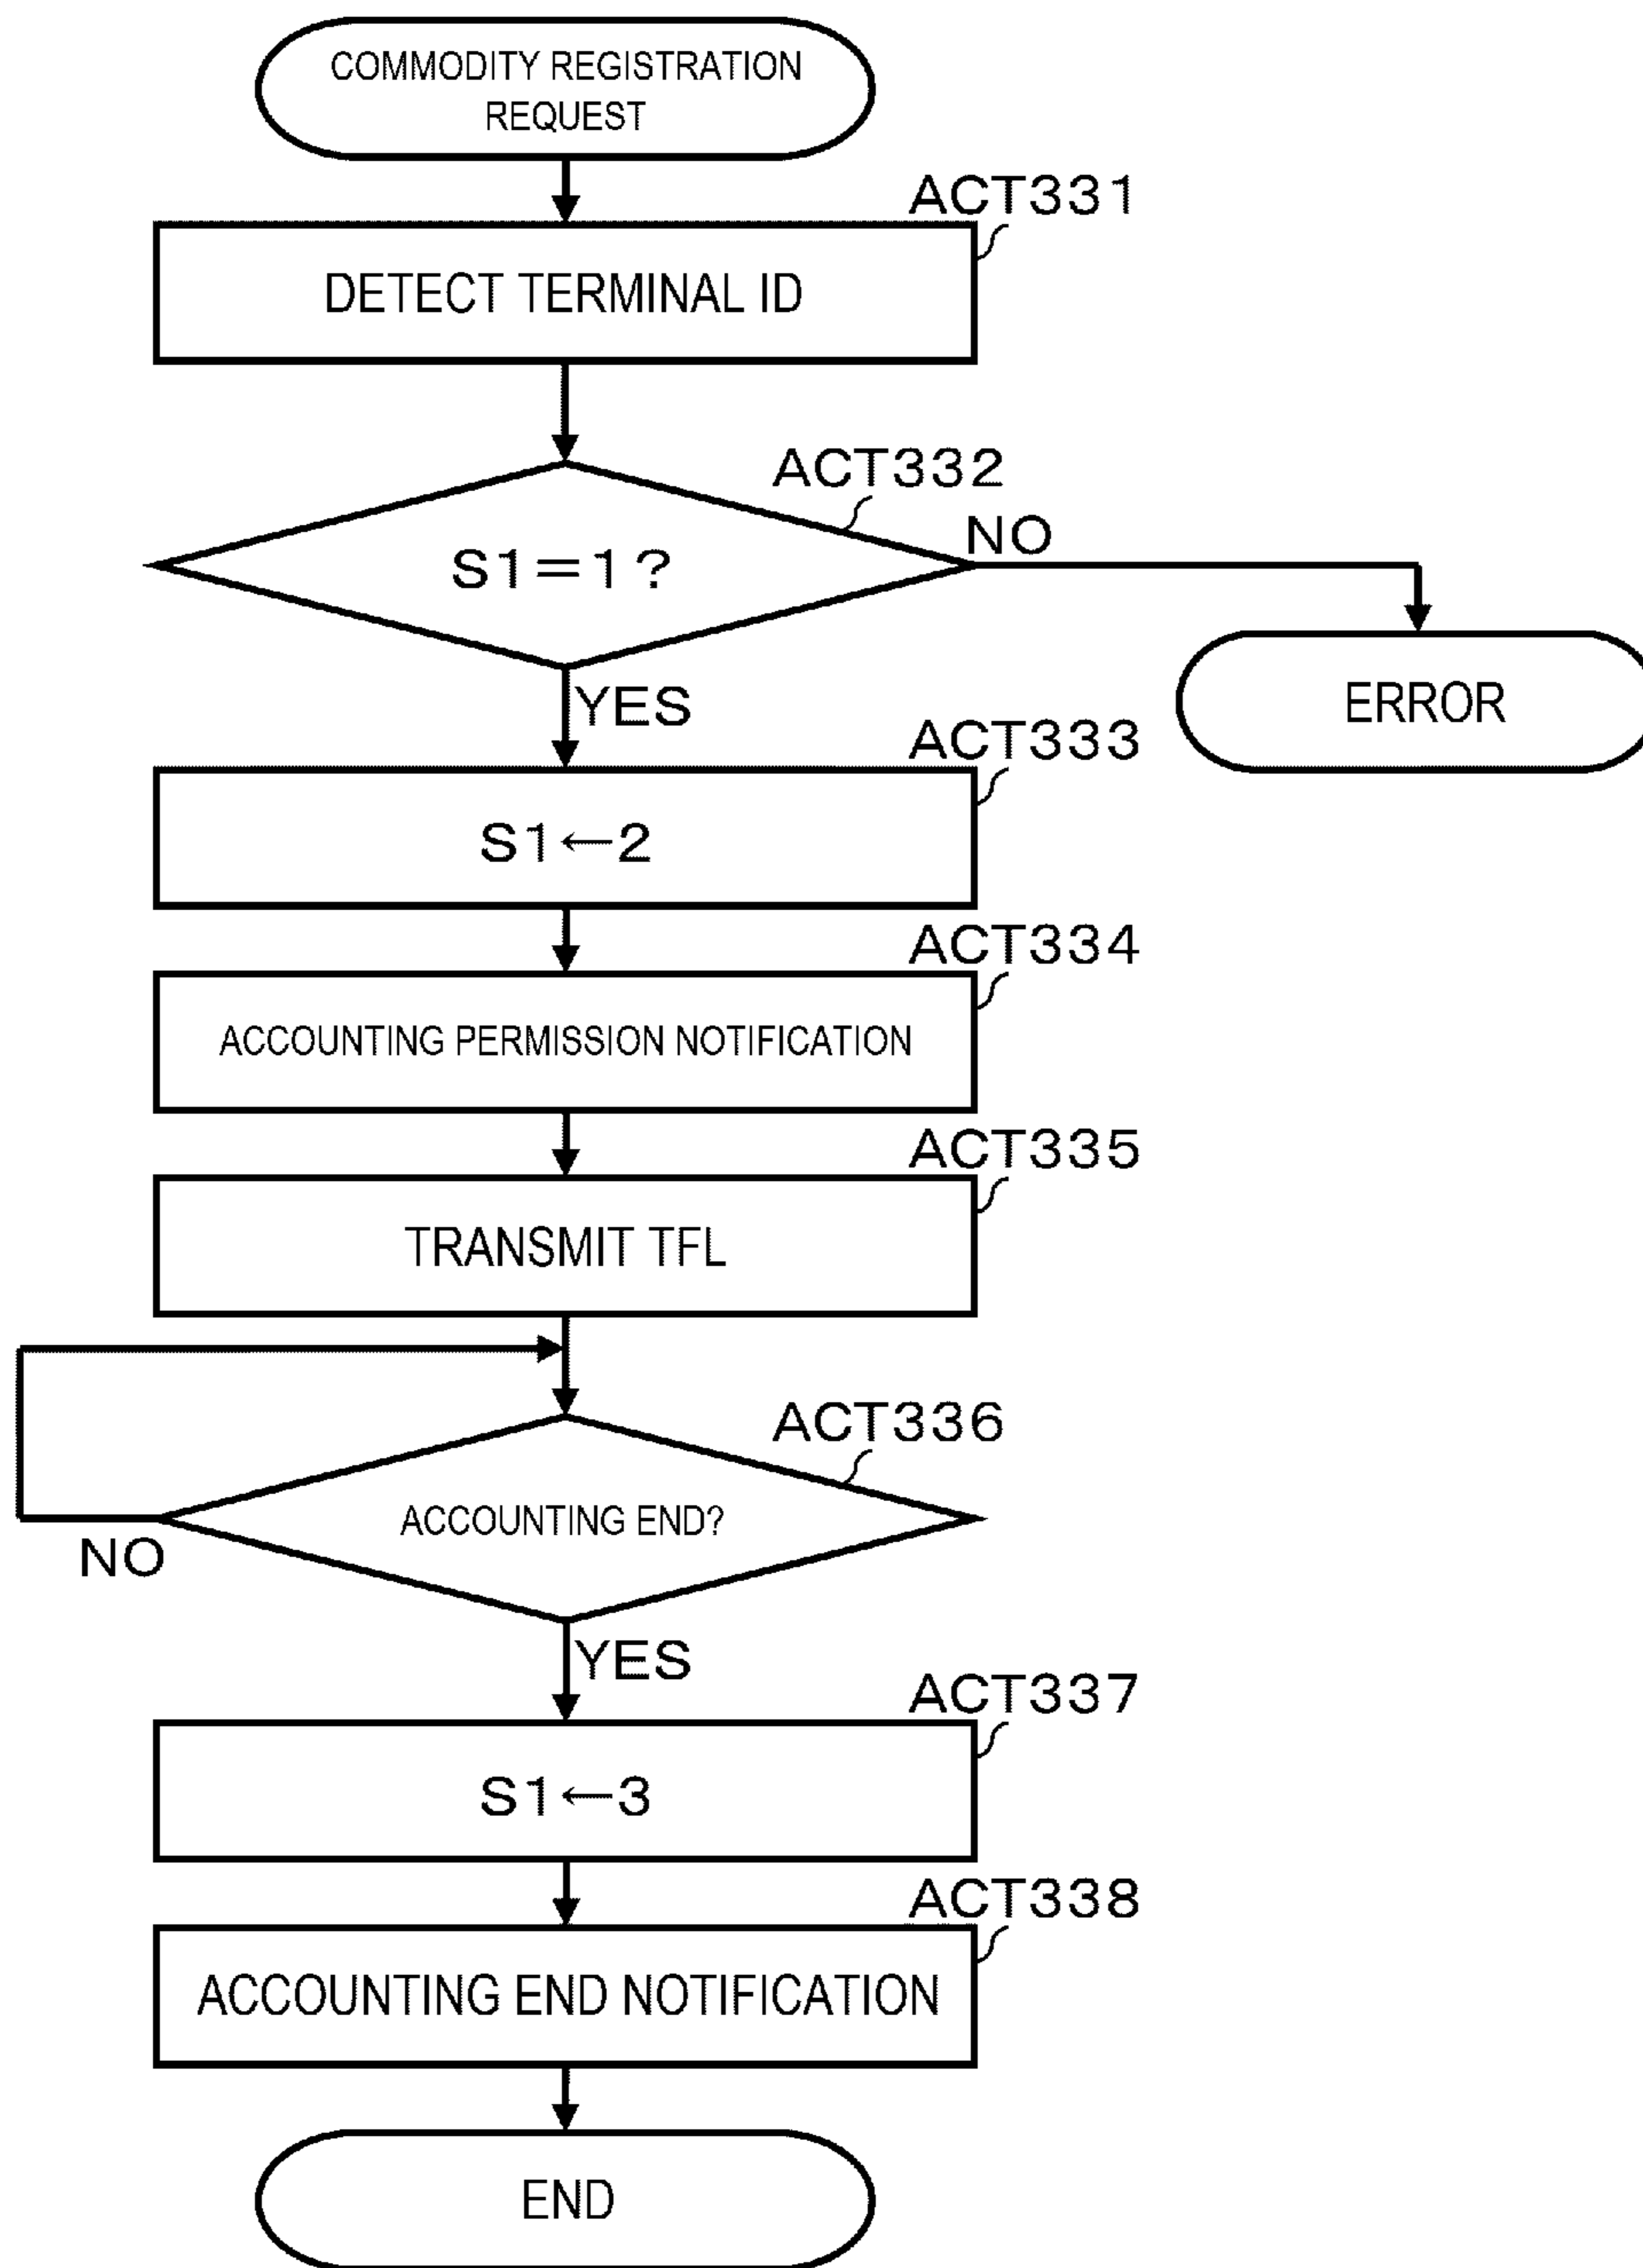 COMMODITY REGISTRATION
REQUEST
ACT331
DETECT TERMINAL ID
ACT332
S1=1?
NO
ERROR
YES
ACT333
S1←2
ACT334
ACCOUNTING PERMISSION NOTIFICATION
ACT335
TRANSMIT TFL
ACT336
ACCOUNTING END?
NO
YES
ACT337
S1←3
ACT338
ACCOUNTING END NOTIFICATION
END